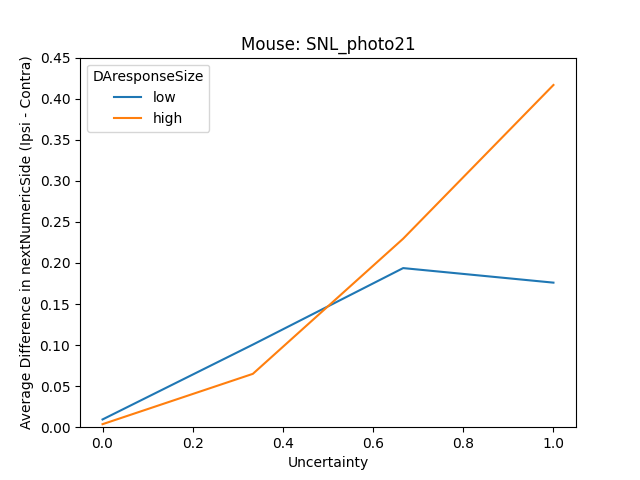 Mouse: SNL_photo21
Average Difference in nextNumericSide (Ipsi - Contra)
0.45
0.40
0.35
0.30
0.25
0.20
0.15
0.10
0.05
0.00
DAresponseSize
low
high
0.0 0.2 0.4 0.6 0.8 1.0
Uncertainty